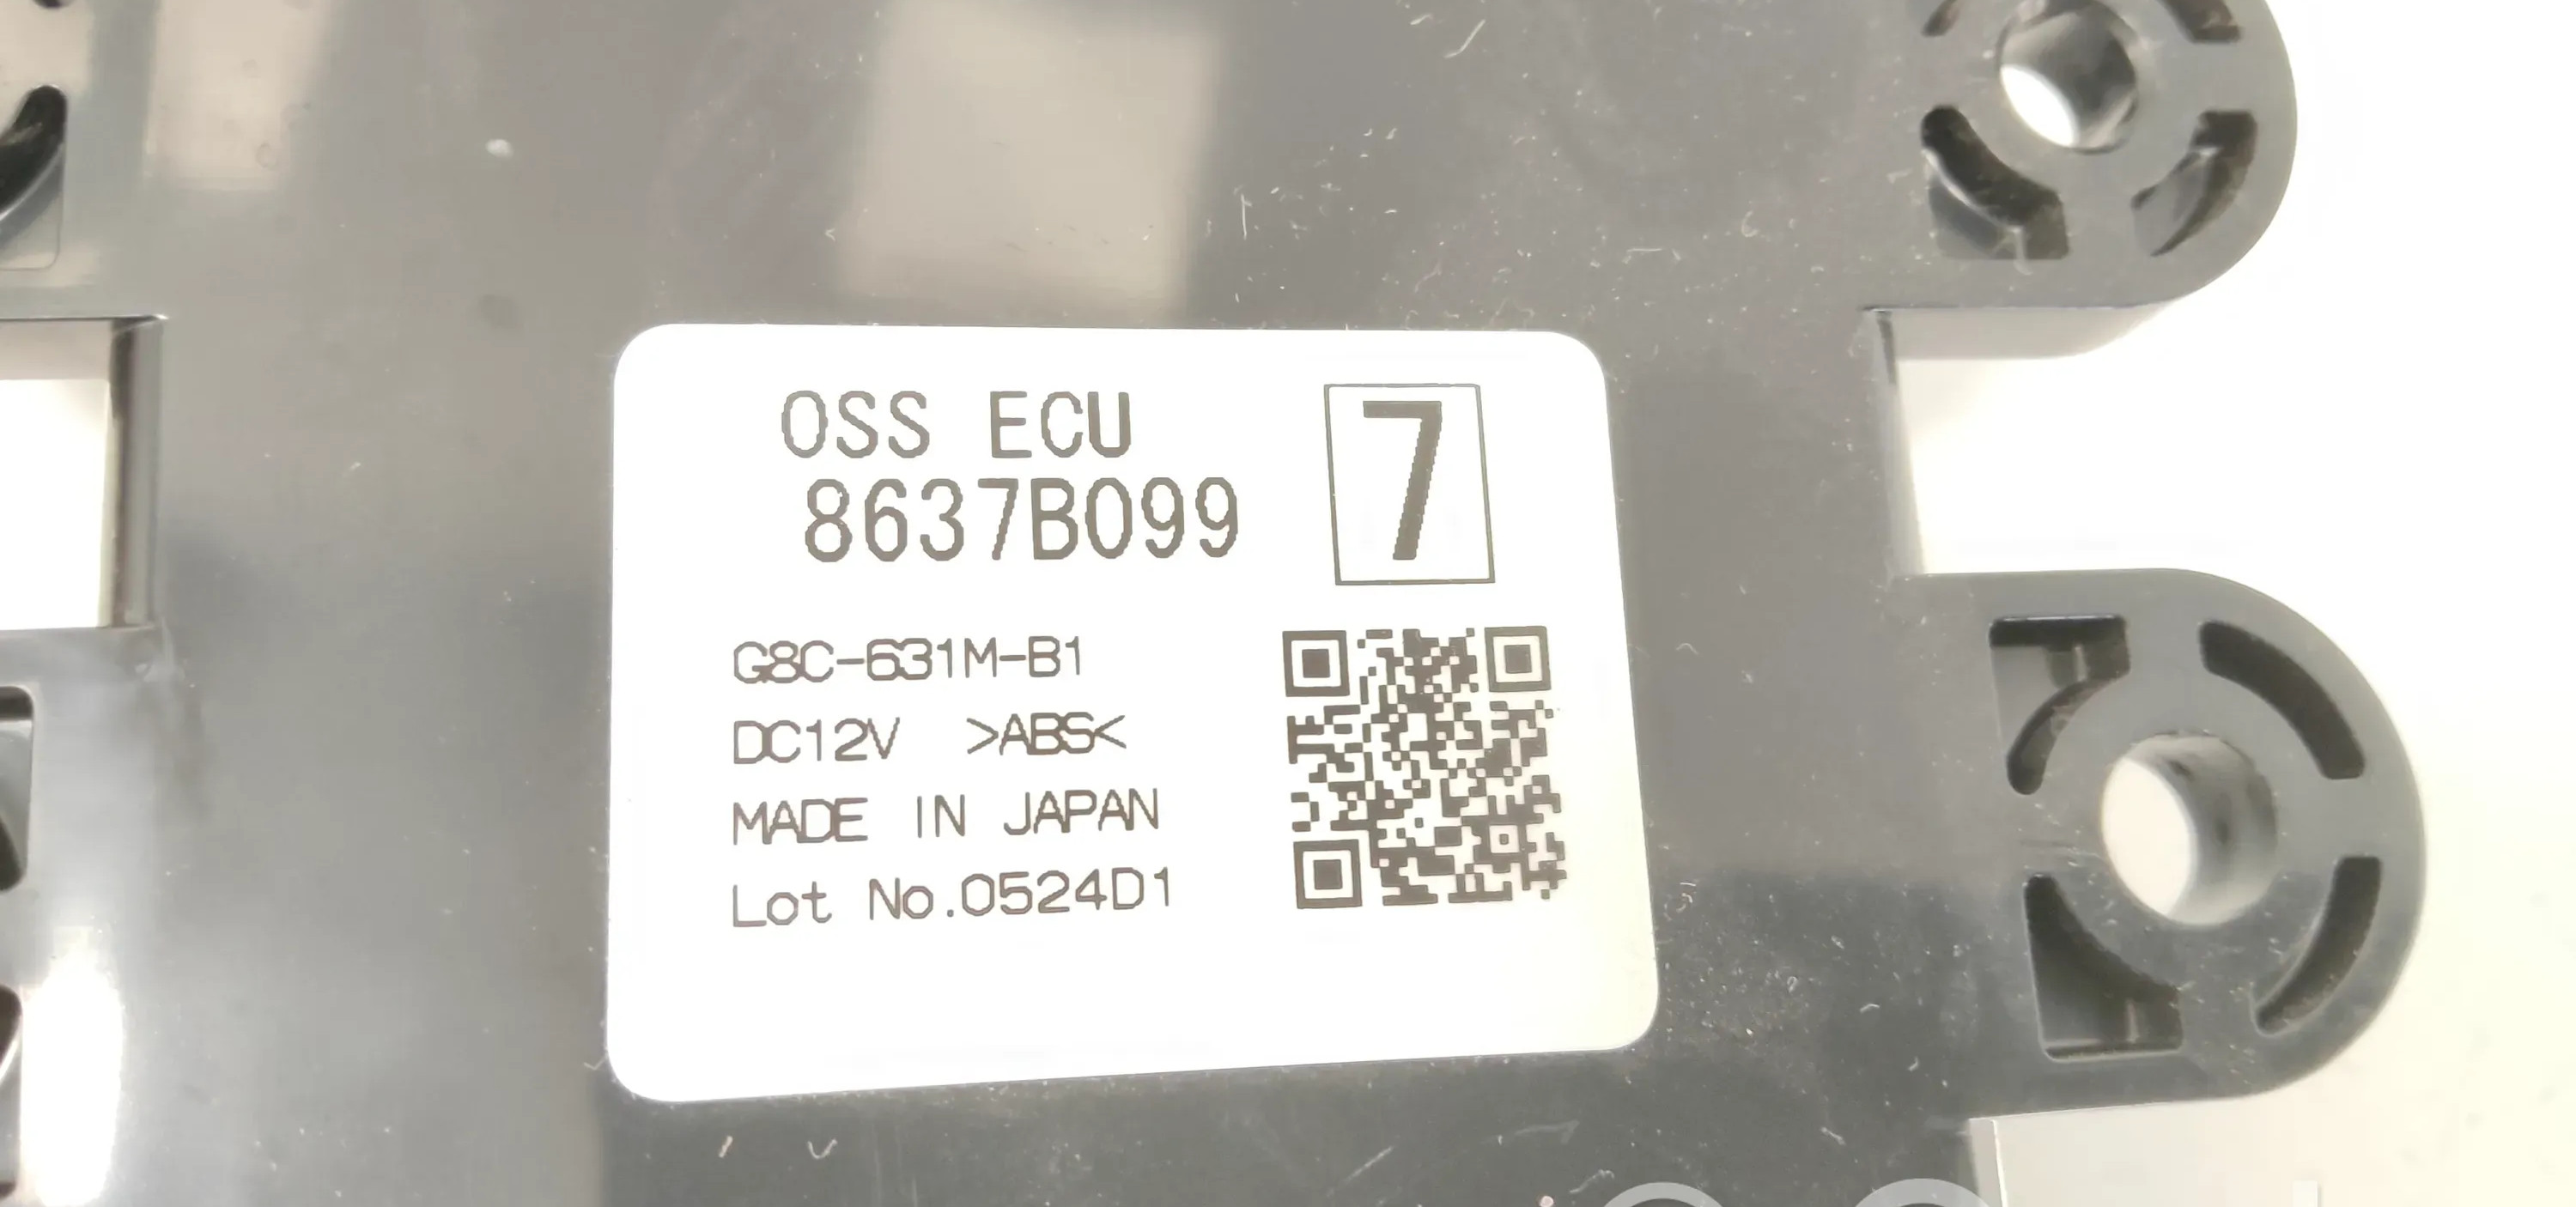 OSS ECU
8637B099
7
G8C-631M-B1
DC12V >ABS<
MADE IN JAPAN
Lot No.0524D1